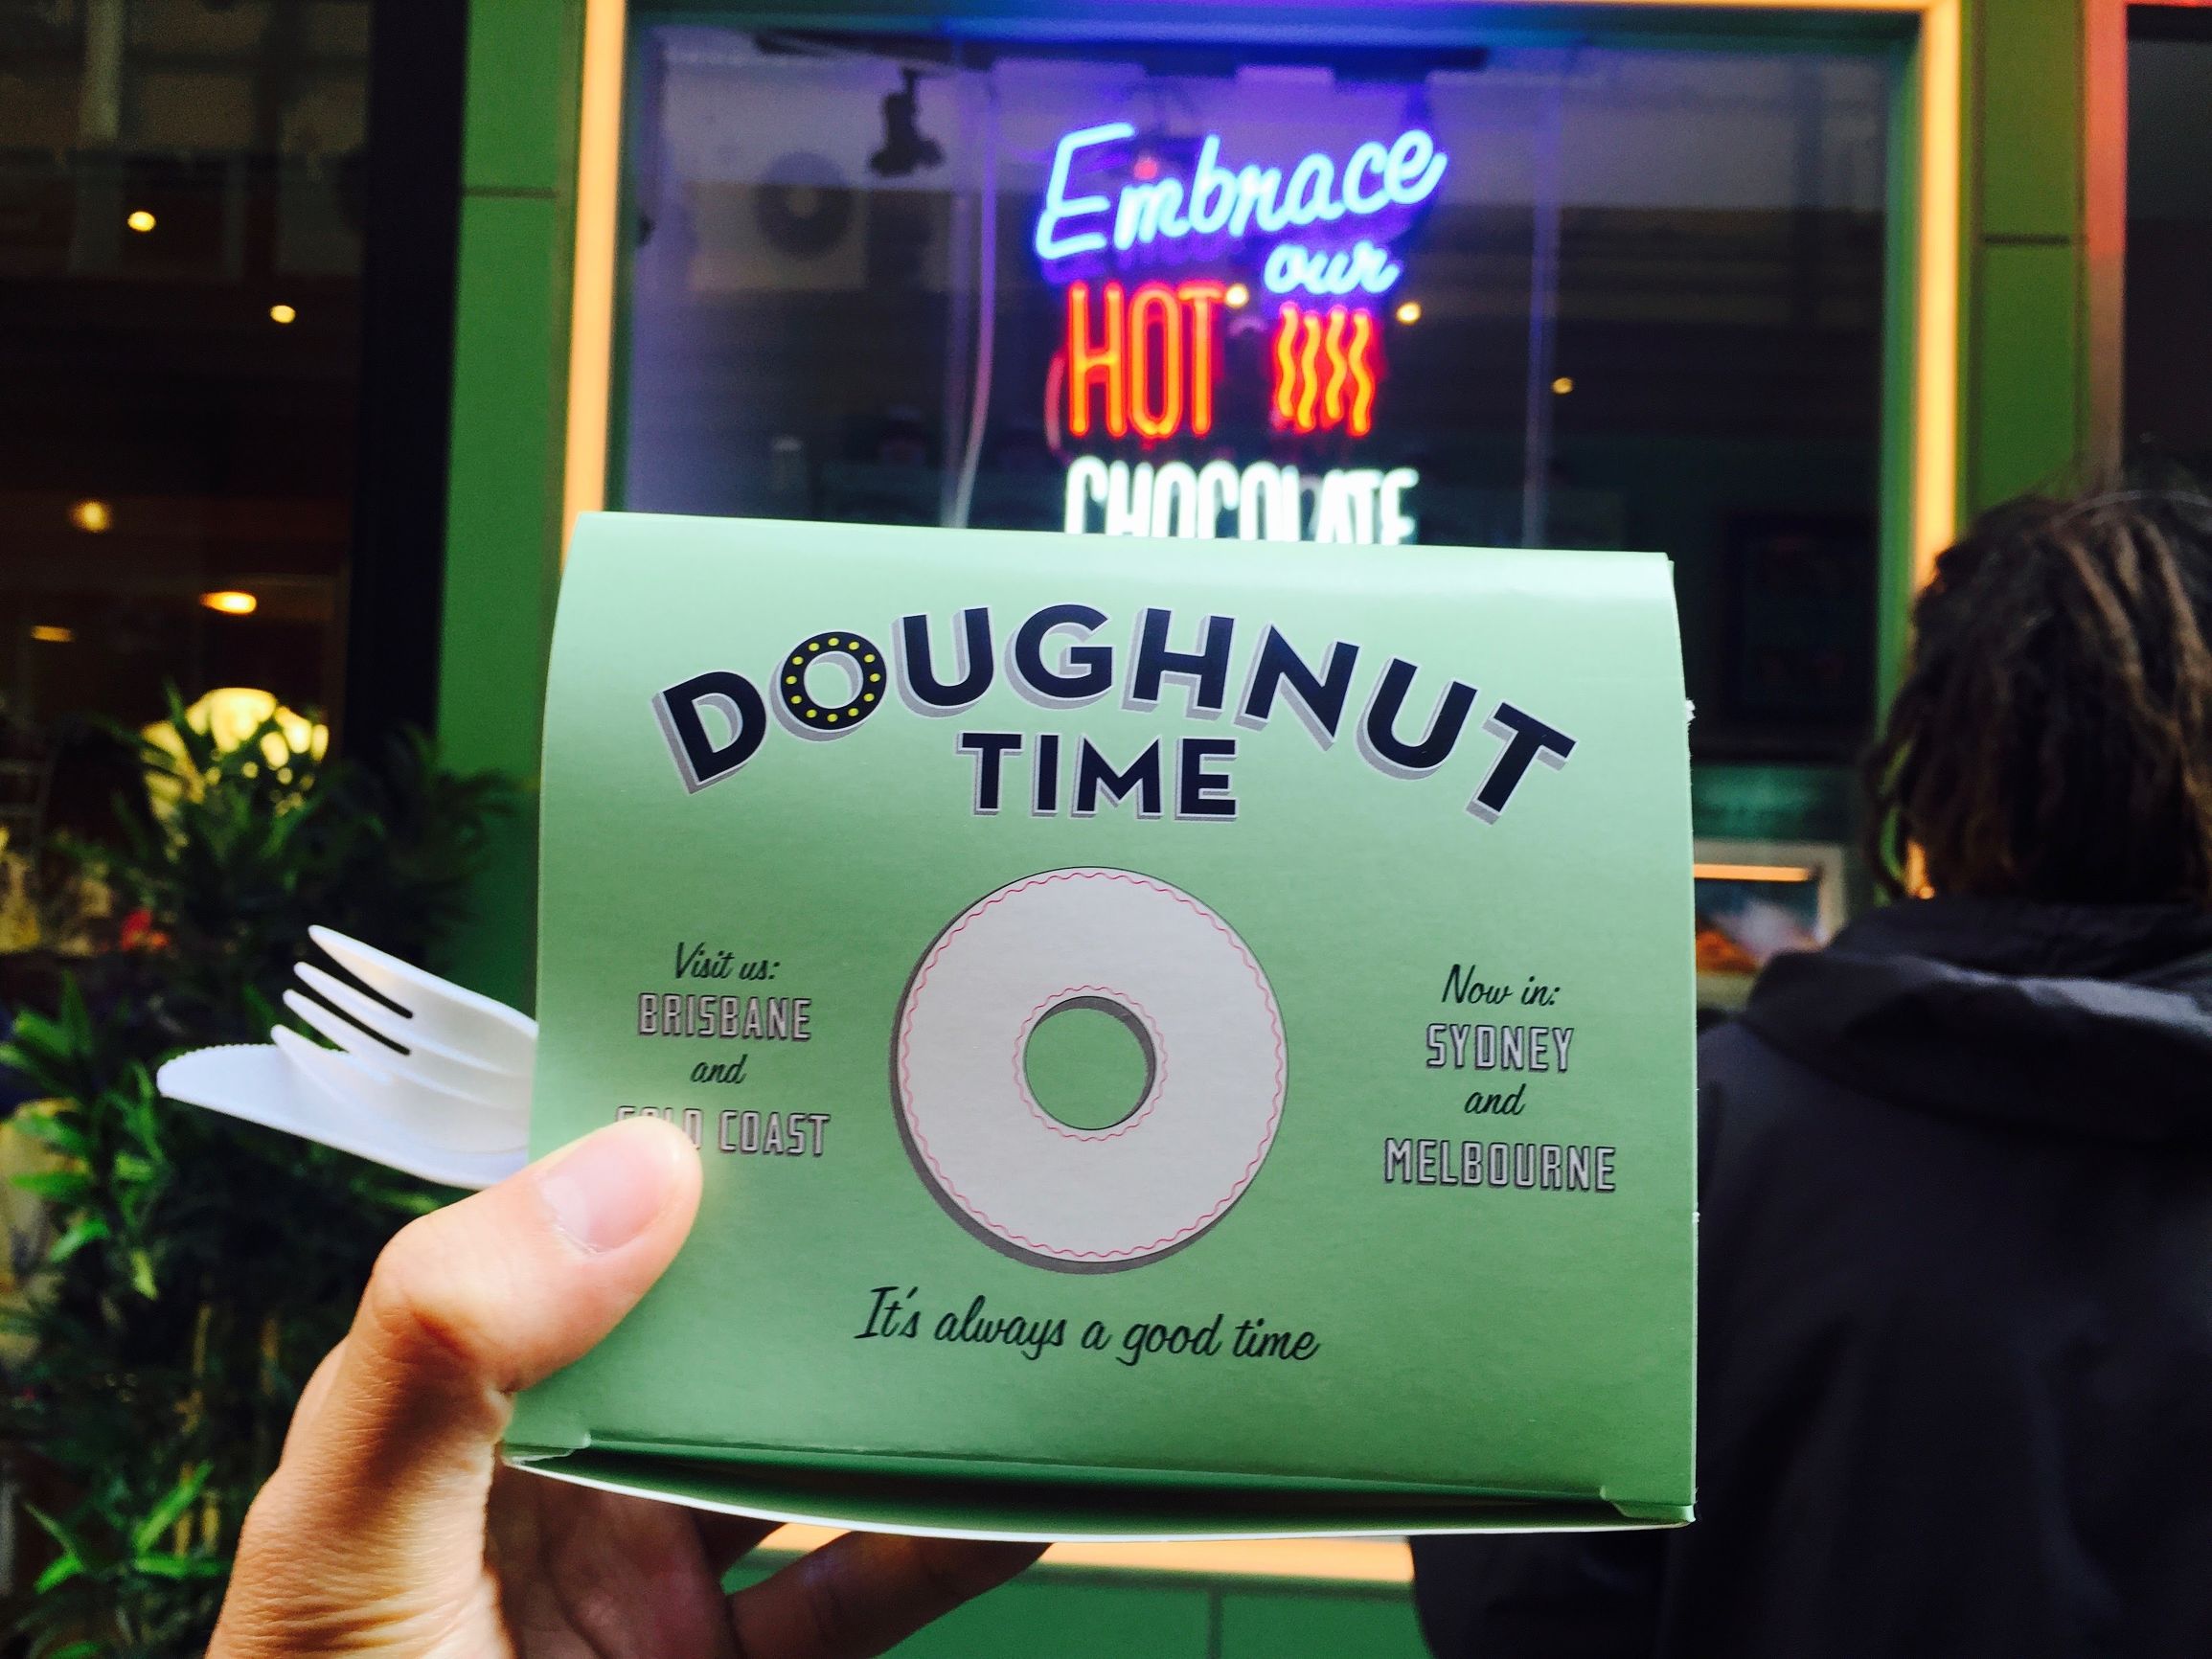 Embrace
our
HOT
CHOCOLATE
DOUGHNUT
TIME
Visit us:
BRISBANE
and
GOLD COAST
Now in:
SYDNEY
and
MELBOURNE
It's always a good time